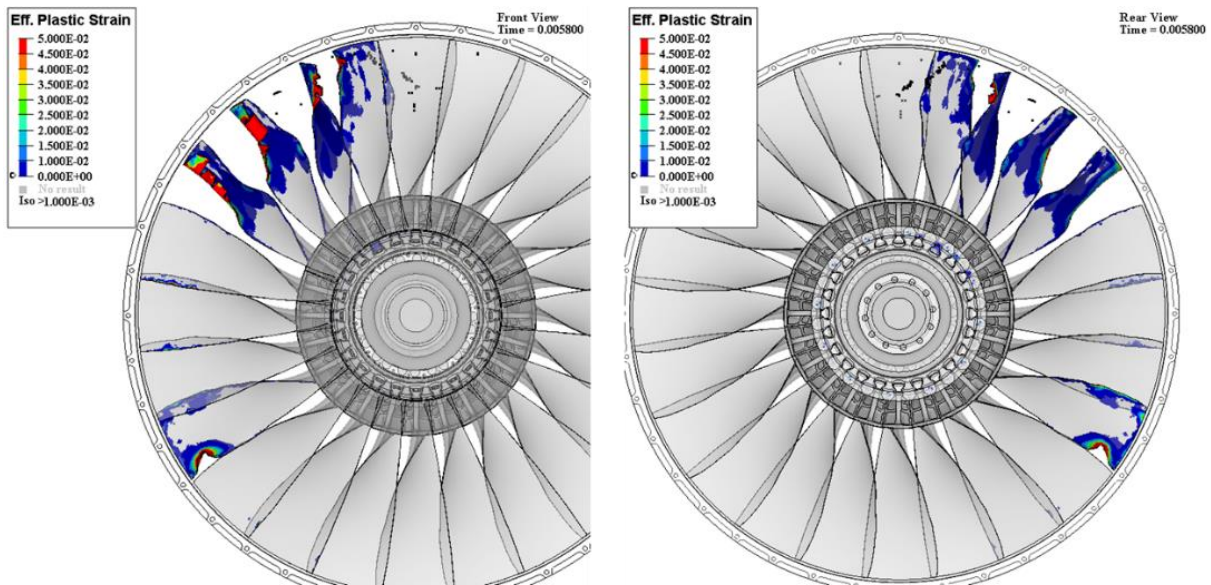 Eff. Plastic Strain
5.000E-02
4.500E-02
4.000E-02
3.500E-02
3.000E-02
2.500E-02
2.000E-02
1.500E-02
1.000E-02
0.000E+00
No result
Iso >1.000E-03
Front View
Time = 0.005800
Eff. Plastic Strain
5.000E-02
4.500E-02
4.000E-02
3.500E-02
3.000E-02
2.500E-02
2.000E-02
1.500E-02
1.000E-02
0.000E+00
No result
Iso >1.000E-03
Rear View
Time = 0.005800